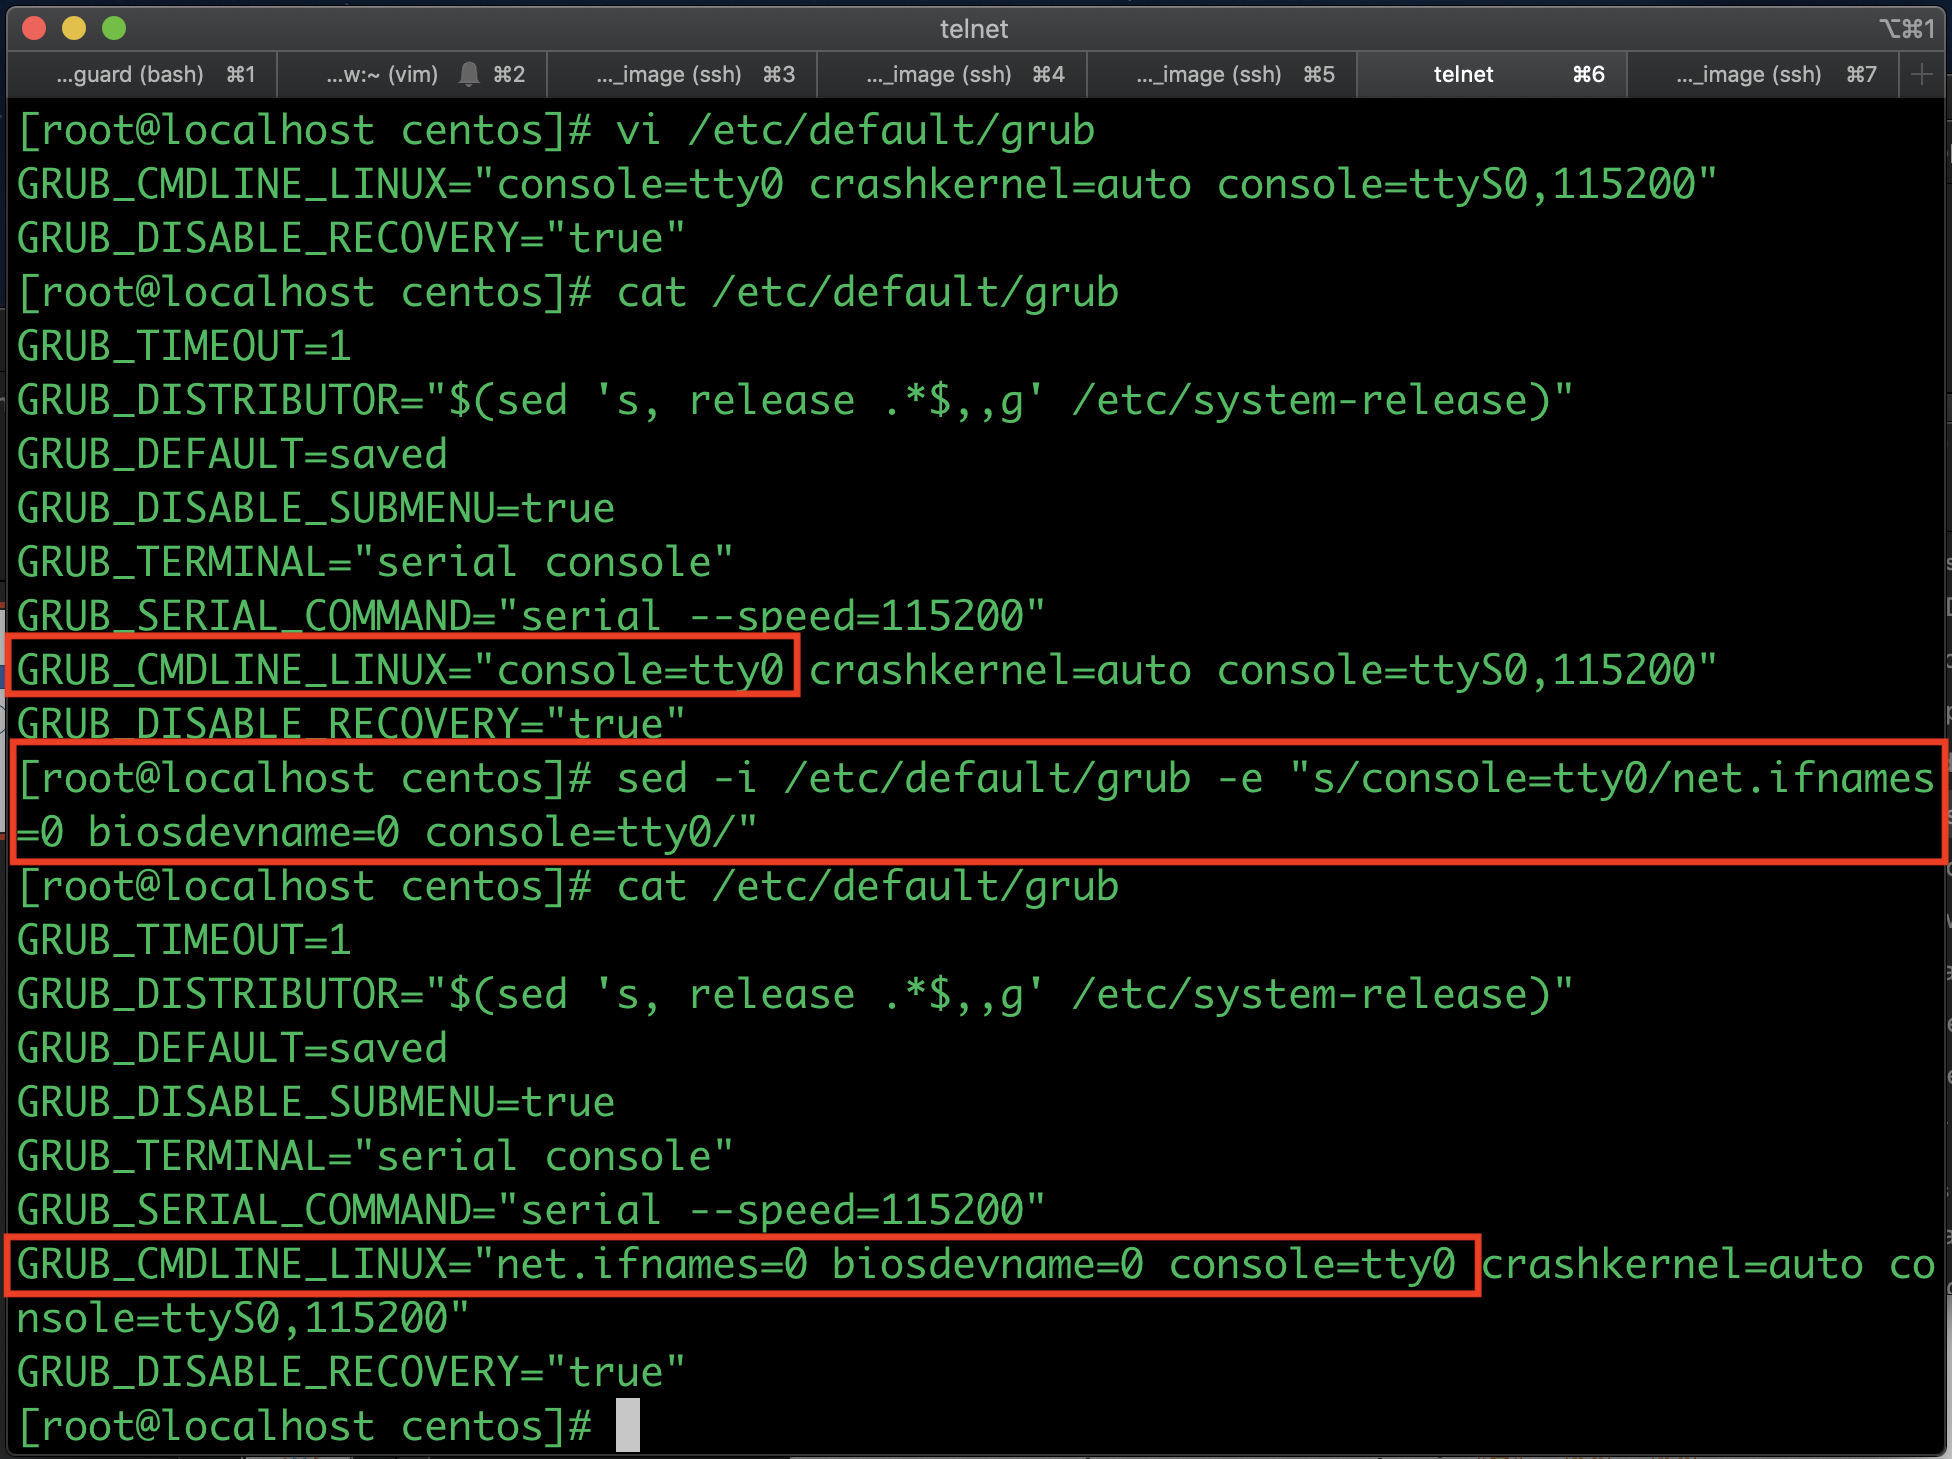 telnet
⌥⌘1
...guard (bash) ⌘1 ...w:~ (vim) ⌘2 ..._image (ssh) ⌘3 ..._image (ssh) ⌘4 ..._image (ssh) ⌘5 telnet ⌘6 ..._image (ssh) ⌘7
[root@localhost centos]# vi /etc/default/grub
GRUB_CMDLINE_LINUX="console=tty0 crashkernel=auto console=ttyS0,115200"
GRUB_DISABLE_RECOVERY="true"
[root@localhost centos]# cat /etc/default/grub
GRUB_TIMEOUT=1
GRUB_DISTRIBUTOR="$(sed 's, release .*$,,g' /etc/system-release)"
GRUB_DEFAULT=saved
GRUB_DISABLE_SUBMENU=true
GRUB_TERMINAL="serial console"
GRUB_SERIAL_COMMAND="serial --speed=115200"
GRUB_CMDLINE_LINUX="console=tty0 crashkernel=auto console=ttyS0,115200"
GRUB_DISABLE_RECOVERY="true"
[root@localhost centos]# sed -i /etc/default/grub -e "s/console=tty0/net.ifnames
=0 biosdevname=0 console=tty0/"
[root@localhost centos]# cat /etc/default/grub
GRUB_TIMEOUT=1
GRUB_DISTRIBUTOR="$(sed 's, release .*$,,g' /etc/system-release)"
GRUB_DEFAULT=saved
GRUB_DISABLE_SUBMENU=true
GRUB_TERMINAL="serial console"
GRUB_SERIAL_COMMAND="serial --speed=115200"
GRUB_CMDLINE_LINUX="net.ifnames=0 biosdevname=0 console=tty0 crashkernel=auto co
nsole=ttyS0,115200"
GRUB_DISABLE_RECOVERY="true"
[root@localhost centos]#